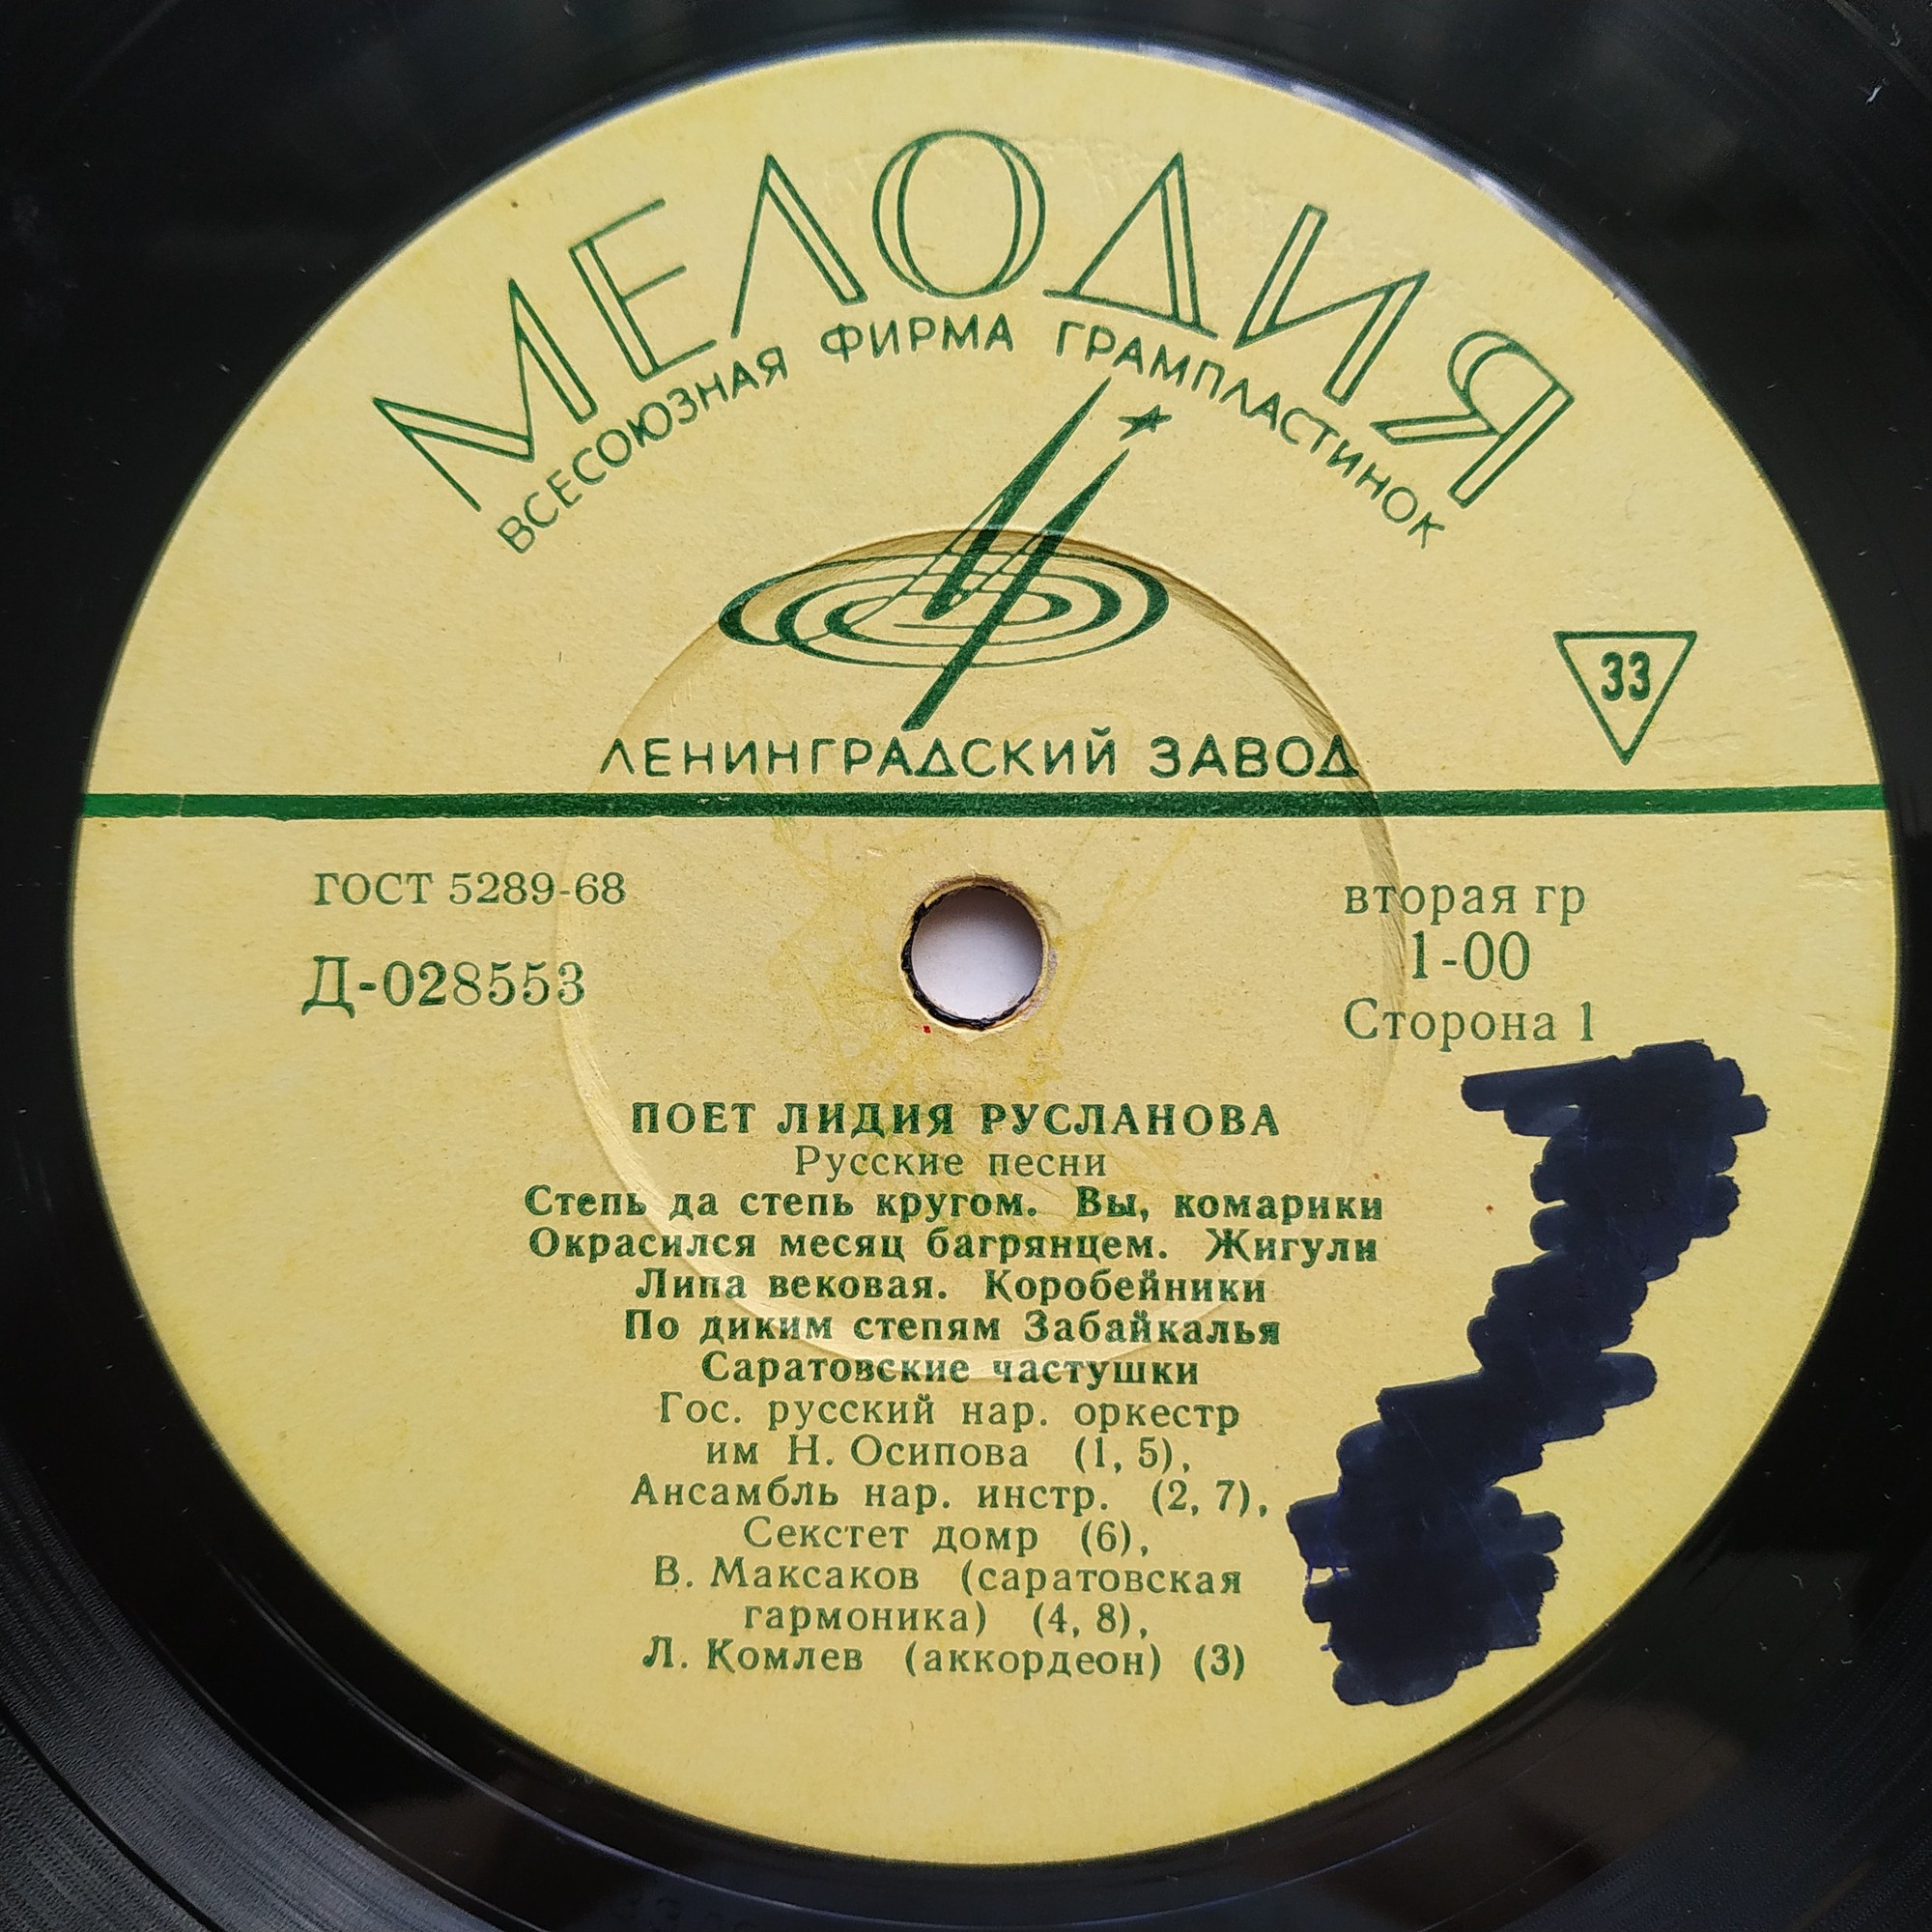 МЕЛОДИЯ
ВСЕСОЮЗНАЯ ФИРМА ГРАМПЛАСТИНОК
33
ЛЕНИНГРАДСКИЙ ЗАВОД
ГОСТ 5289-68
Д-028553
вторая гр
1-00
Сторона 1
ПОЕТ ЛИДИЯ РУСЛАНОВА
Русские песни
Степь да степь кругом. Вы, комарики
Окрасился месяц багрянцем. Жигули
Липа вековая. Коробейники
По диким степям Забайкалья
Саратовские частушки
Гос. русский нар. оркестр
им Н. Осипова (1, 5),
Ансамбль нар. инстр. (2, 7),
Секстет домр (6),
В. Максаков (саратовская
гармоника) (4, 8),
Л. Комлев (аккордеон) (3)